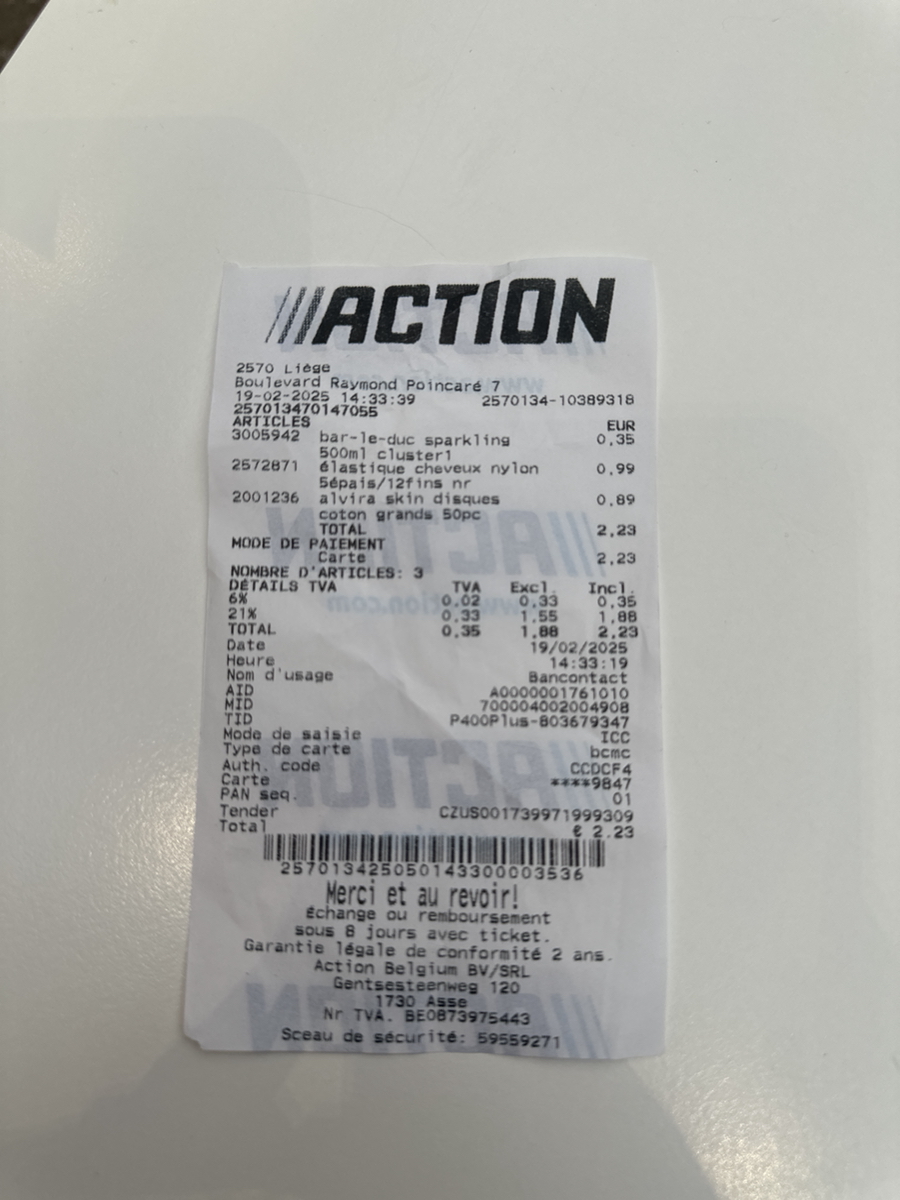 ///ACTION
2570 Liége
Boulevard Raymond Poincaré 7
19-02-2025 14:33:39 2570134-10389318
257013470147055
ARTICLES EUR
3005942 bar-le-duc sparkling 0,35
500ml cluster1
2572871 élastique cheveux nylon 0,99
5épais/12fins nr
2001236 alvira skin disques 0,89
coton grands 50pc
TOTAL 2,23
MODE DE PAIEMENT
Carte 2,23
NOMBRE D'ARTICLES: 3
DÉTAILS TVA TVA Excl. Incl.
6% 0,02 0,33 0,35
21% 0,33 1,55 1,88
TOTAL 0,35 1,88 2,23
Date 19/02/2025
Heure 14:33:19
Nom d'usage Bancontact
AID A0000001761010
MID 700004002004908
TID P400Plus-803679347
Mode de saisie ICC
Type de carte bcmc
Auth. code CCDCF4
Carte ****9847
PAN seq. 01
Tender CZUS001739971999309
Total € 2.23
257013425050143300003536
Merci et au revoir!
Échange ou remboursement
sous 8 jours avec ticket.
Garantie légale de conformité 2 ans.
Action Belgium BV/SRL
Gentsesteenweg 120
1730 Asse
Nr TVA. BE0873975443
Sceau de sécurité: 59559271